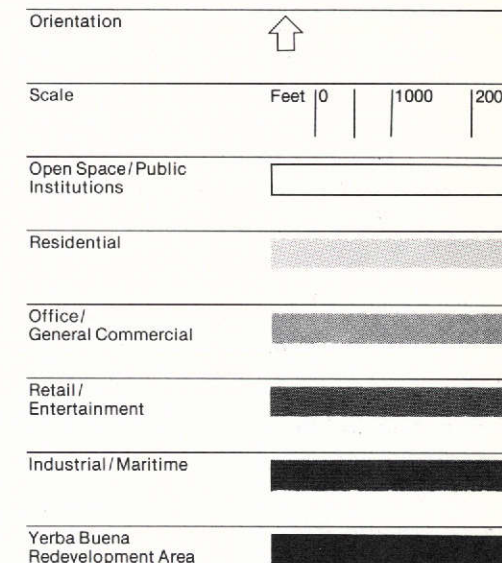 Orientation
Scale
Feet 0 1000 200
Open Space/Public
Institutions
Residential
Office/
General Commercial
Retail/
Entertainment
Industrial/Maritime
Yerba Buena
Redevelopment Area